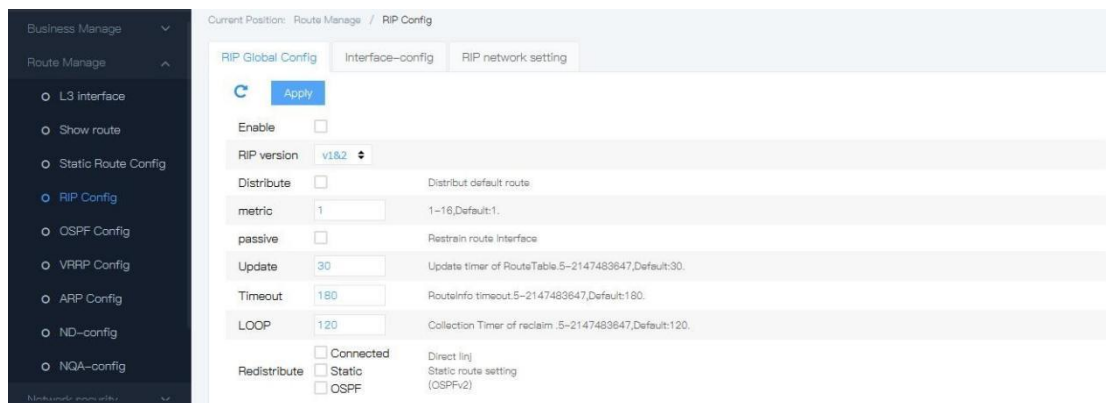 Business Manage
Current Position: Route Manage / RIP Config
Route Manage
RIP Global Config Interface-config RIP network setting
L3 interface
Apply
Show route
Enable
Static Route Config
RIP version v1&2
RIP Config
Distribute Distribut default route
metric 1 1-16,Default:1.
OSPF Config
passive Restrain route interface
VRRP Config
Update 30 Update timer of RouteTable.5-2147483647,Default:30.
ARP Config
Timeout 180 RouteInfo timeout.5-2147483647,Default:180.
ND-config
LOOP 120 Collection Timer of reclaim .5-2147483647,Default:120.
NQA-config
Redistribute
Connected Direct linj
Static Static route setting
OSPF (OSPFv2)
Network security